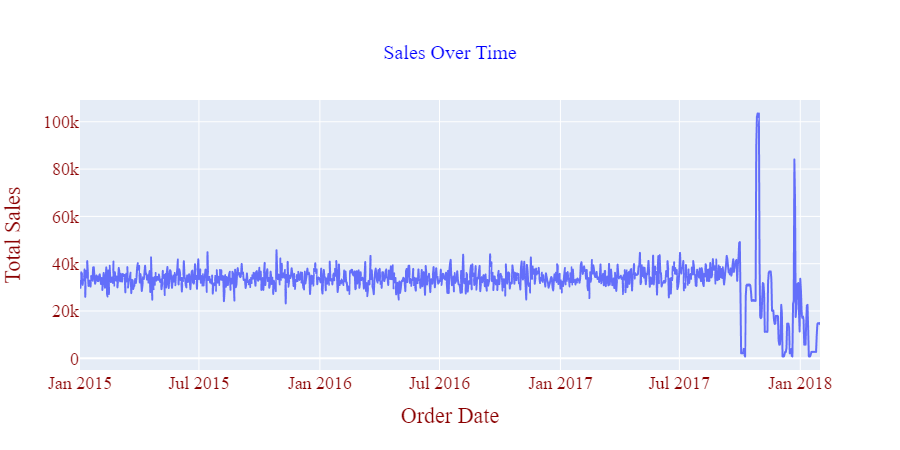 Sales Over Time
Total Sales
100k
80k
60k
40k
20k
0
Jan 2015 Jul 2015 Jan 2016 Jul 2016 Jan 2017 Jul 2017 Jan 2018
Order Date